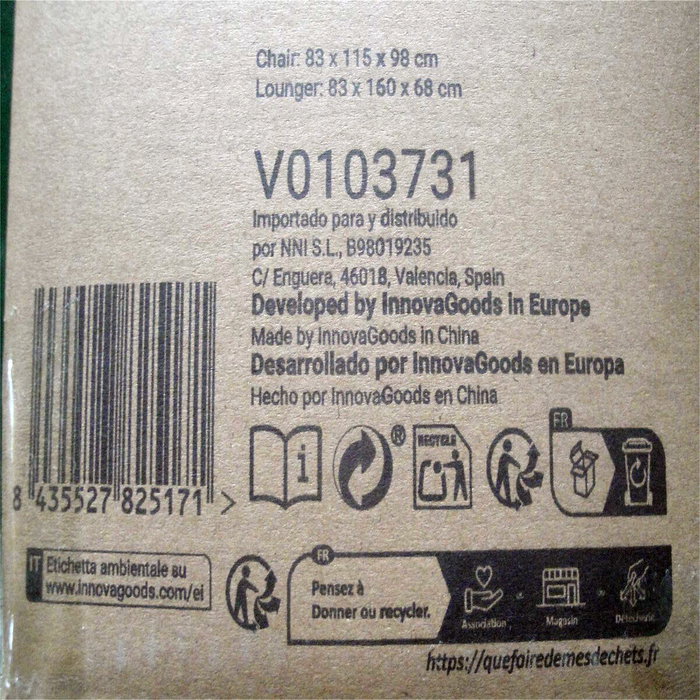 Chair: 83 x 115 x 98 cm
Lounger: 83 x 160 x 68 cm
V0103731
Importado para y distribuido
por NNI S.L., B98019235
C/ Enguera, 46018, Valencia, Spain
Developed by InnovaGoods in Europe
Made by InnovaGoods in China
Desarrollado por InnovaGoods en Europa
Hecho por InnovaGoods en China
i
®
RECYCLE
FR
8 435527 825171 >
IT Etichetta ambientale su
www.innovagoods.com/ei
FR
Pensez à
Donner ou recycler.
Association
Magasin
Déchèterie
https://quefairedemesdechets.fr